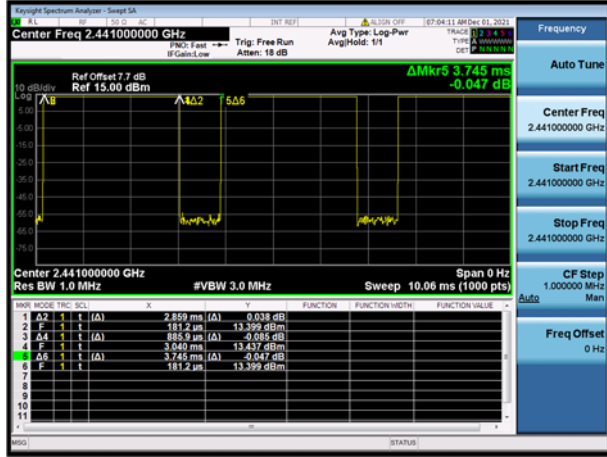 Keysight Spectrum Analyzer - Swept SA
RL RF 50 Ω AC INT REF ALIGN OFF 07:04:11 AM Dec 01, 2021
Center Freq 2.441000000 GHz
PNO: Fast
IFGain:Low
Trig: Free Run
Atten: 18 dB
Avg Type: Log-Pwr
Avg|Hold: 1/1
TRACE 1 2 3 4 5 6
TYPE A WWWWW
DET P N N N N N
Frequency
Auto Tune
Ref Offset 7.7 dB
10 dB/div Ref 15.00 dBm
ΔMkr5 3.745 ms
-0.047 dB
Log
5.00
-5.00
-15.0
-25.0
-35.0
-45.0
-55.0
-65.0
-75.0
5Δ6
Center Freq
2.441000000 GHz
Start Freq
2.441000000 GHz
Stop Freq
2.441000000 GHz
CF Step
1.000000 MHz
Auto Man
Freq Offset
0 Hz
Center 2.441000000 GHz Span 0 Hz
Res BW 1.0 MHz #VBW 3.0 MHz Sweep 10.06 ms (1000 pts)
MKR MODE TRC SCL X Y FUNCTION FUNCTION WIDTH FUNCTION VALUE
1 Δ2 1 t (Δ) 2.859 ms (Δ) 0.038 dB
2 F 1 t 181.2 µs 13.399 dBm
3 Δ4 1 t (Δ) 885.9 µs (Δ) -0.085 dB
4 F 1 t 3.040 ms 13.437 dBm
5 Δ6 1 t (Δ) 3.745 ms (Δ) -0.047 dB
6 F 1 t 181.2 µs 13.399 dBm
7
8
9
10
11
MSG STATUS